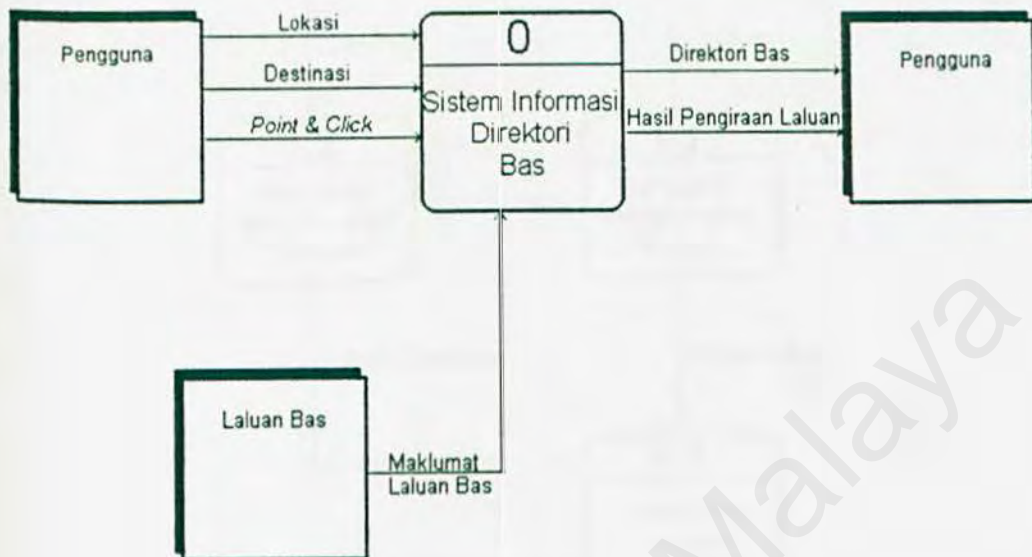 Pengguna
Lokasi
Destinasi
Point & Click
0
Sistem Informasi
Direktori
Bas
Direktori Bas
Hasil Pengiraan Laluan
Pengguna
Laluan Bas
Maklumat
Laluan Bas
Malaya